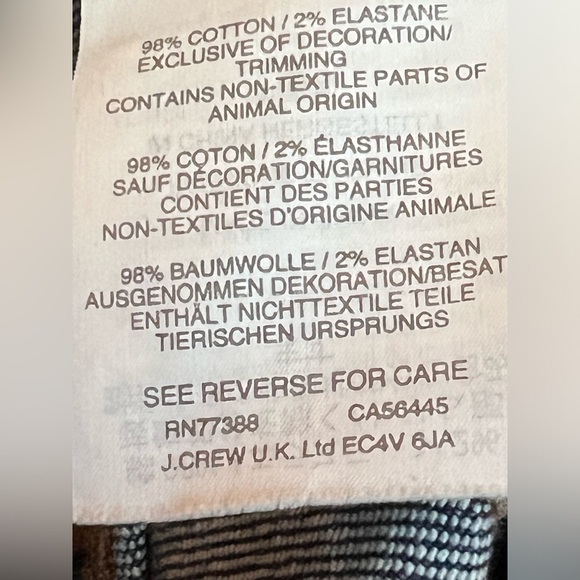 98% COTTON / 2% ELASTANE
EXCLUSIVE OF DECORATION/
TRIMMING
CONTAINS NON-TEXTILE PARTS OF
ANIMAL ORIGIN
98% COTON / 2% ÉLASTHANNE
SAUF DÉCORATION/GARNITURES
CONTIENT DES PARTIES
NON-TEXTILES D'ORIGINE ANIMALE
98% BAUMWOLLE / 2% ELASTAN
AUSGENOMMEN DEKORATION/BESAT
ENTHÄLT NICHTTEXTILE TEILE
TIERISCHEN URSPRUNGS
SEE REVERSE FOR CARE
RN77388 CA56445
J.CREW U.K. Ltd EC4V 6JA